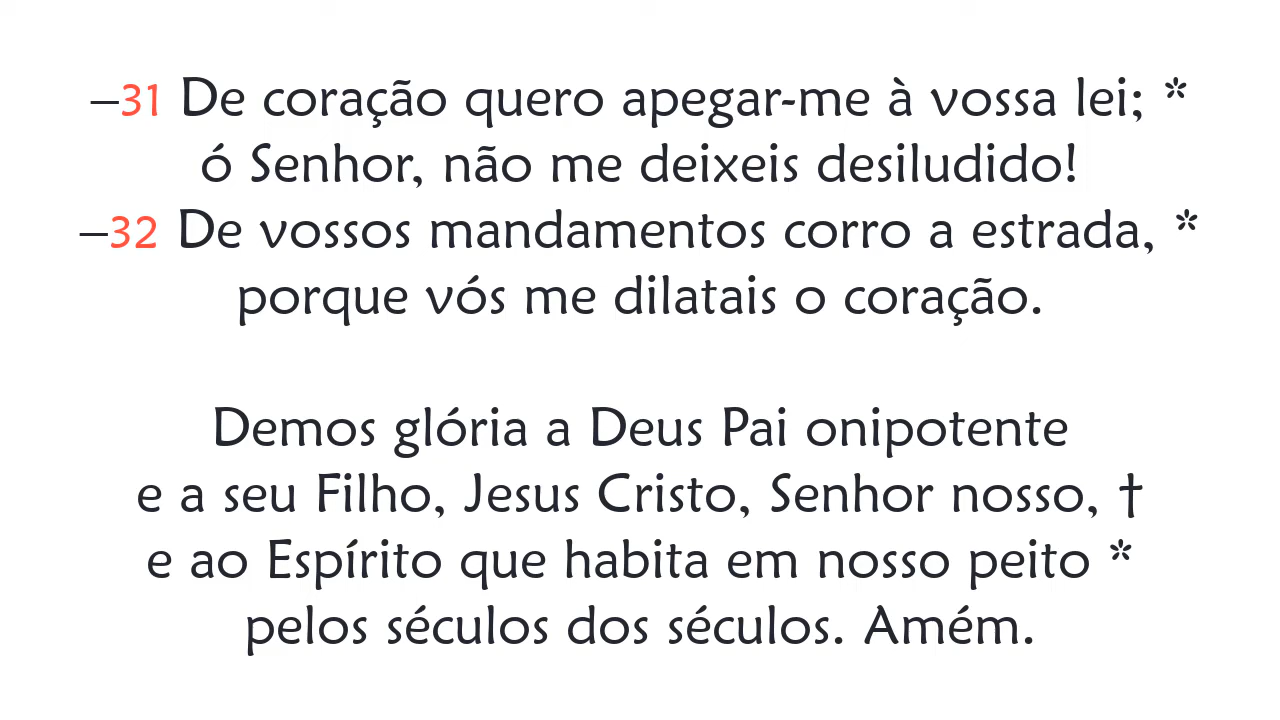 –31 De coração quero apegar-me à vossa lei; *
ó Senhor, não me deixeis desiludido!
–32 De vossos mandamentos corro a estrada, *
porque vós me dilatais o coração.
Demos glória a Deus Pai onipotente
e a seu Filho, Jesus Cristo, Senhor nosso, †
e ao Espírito que habita em nosso peito *
pelos séculos dos séculos. Amém.